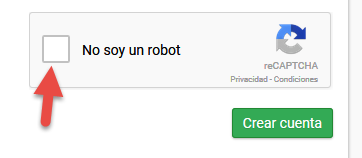 No soy un robot
reCAPTCHA
Privacidad - Condiciones
Crear cuenta